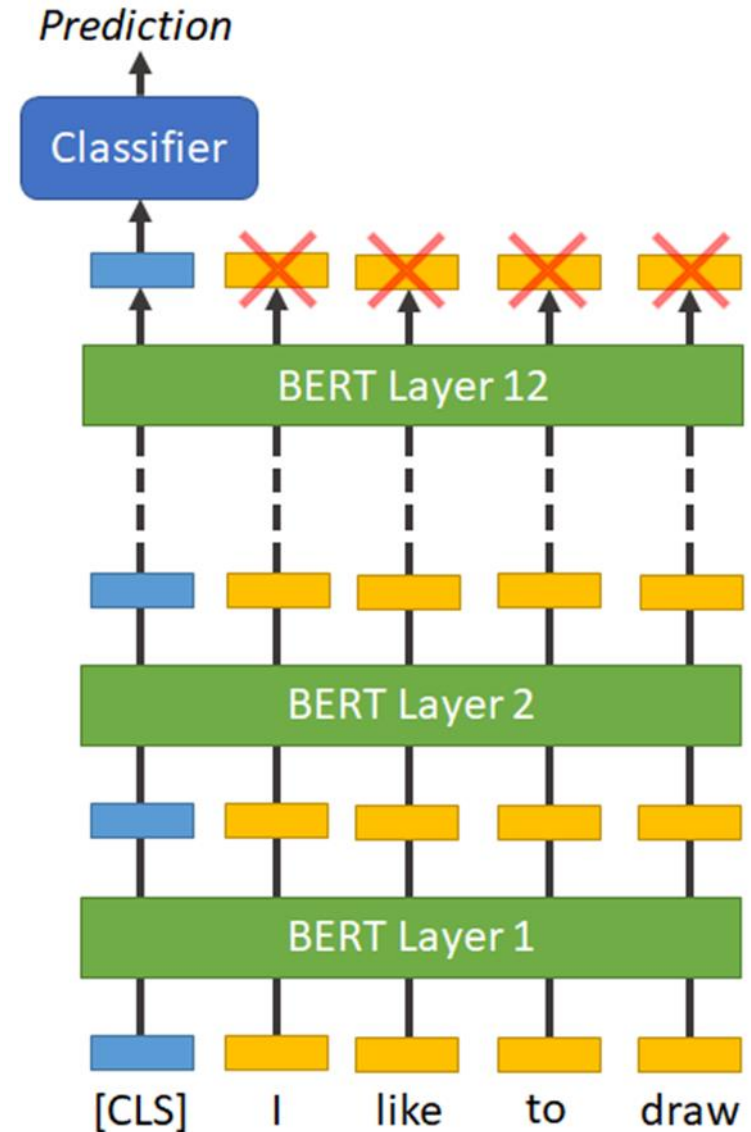 Prediction
Classifier
BERT Layer 12
BERT Layer 2
BERT Layer 1
[CLS] I like to draw